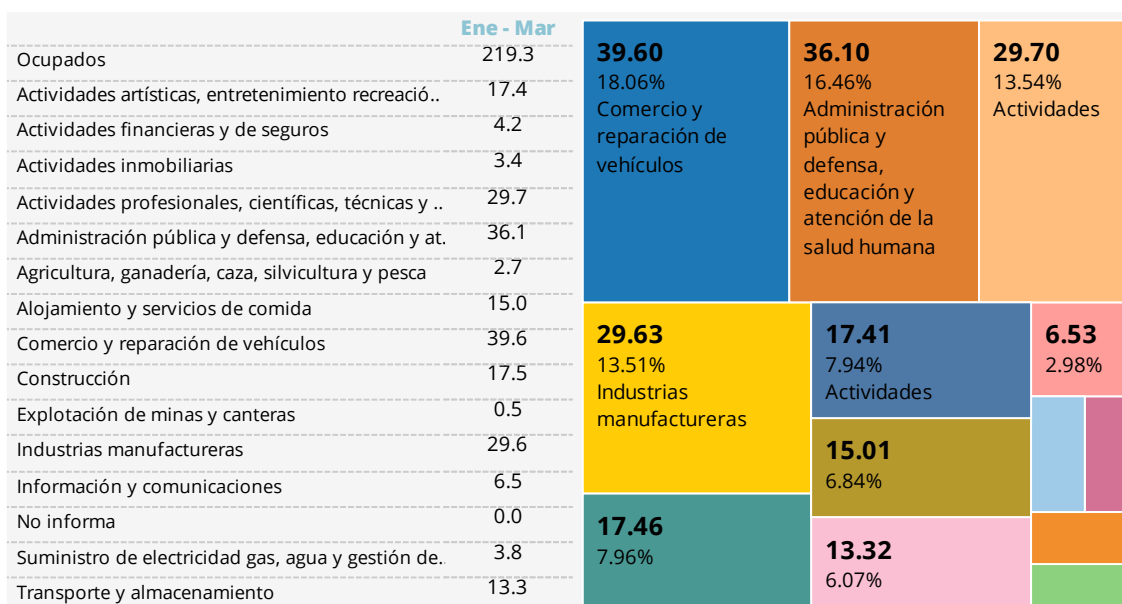 Ene - Mar
Ocupados 219.3
Actividades artísticas, entretenimiento recreació.. 17.4
Actividades financieras y de seguros 4.2
Actividades inmobiliarias 3.4
Actividades profesionales, científicas, técnicas y .. 29.7
Administración pública y defensa, educación y at. 36.1
Agricultura, ganadería, caza, silvicultura y pesca 2.7
Alojamiento y servicios de comida 15.0
Comercio y reparación de vehículos 39.6
Construcción 17.5
Explotación de minas y canteras 0.5
Industrias manufactureras 29.6
Información y comunicaciones 6.5
No informa 0.0
Suministro de electricidad gas, agua y gestión de. 3.8
Transporte y almacenamiento 13.3
39.60
18.06%
Comercio y
reparación de
vehículos
36.10
16.46%
Administración
pública y
defensa,
educación y
atención de la
salud humana
29.70
13.54%
Actividades
29.63
13.51%
Industrias
manufactureras
17.41
7.94%
Actividades
6.53
2.98%
15.01
6.84%
17.46
7.96%
13.32
6.07%